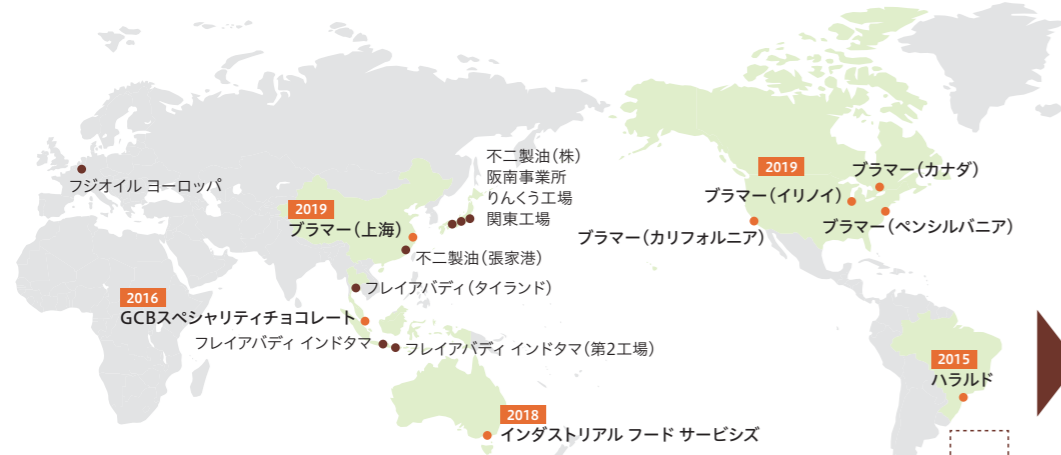 不二製油(株)
阪南事業所
りんくう工場
関東工場
フジオイル ヨーロッパ
2019
ブラマー(上海)
不二製油(張家港)
フレイアバディ(タイランド)
2016
GCBスペシャリティチョコレート
フレイアバディ インドタマ
フレイアバディ インドタマ(第2工場)
2018
インダストリアル フード サービシズ
2019
ブラマー(カナダ)
ブラマー(イリノイ)
ブラマー(ペンシルバニア)
ブラマー(カリフォルニア)
2015
ハラルド